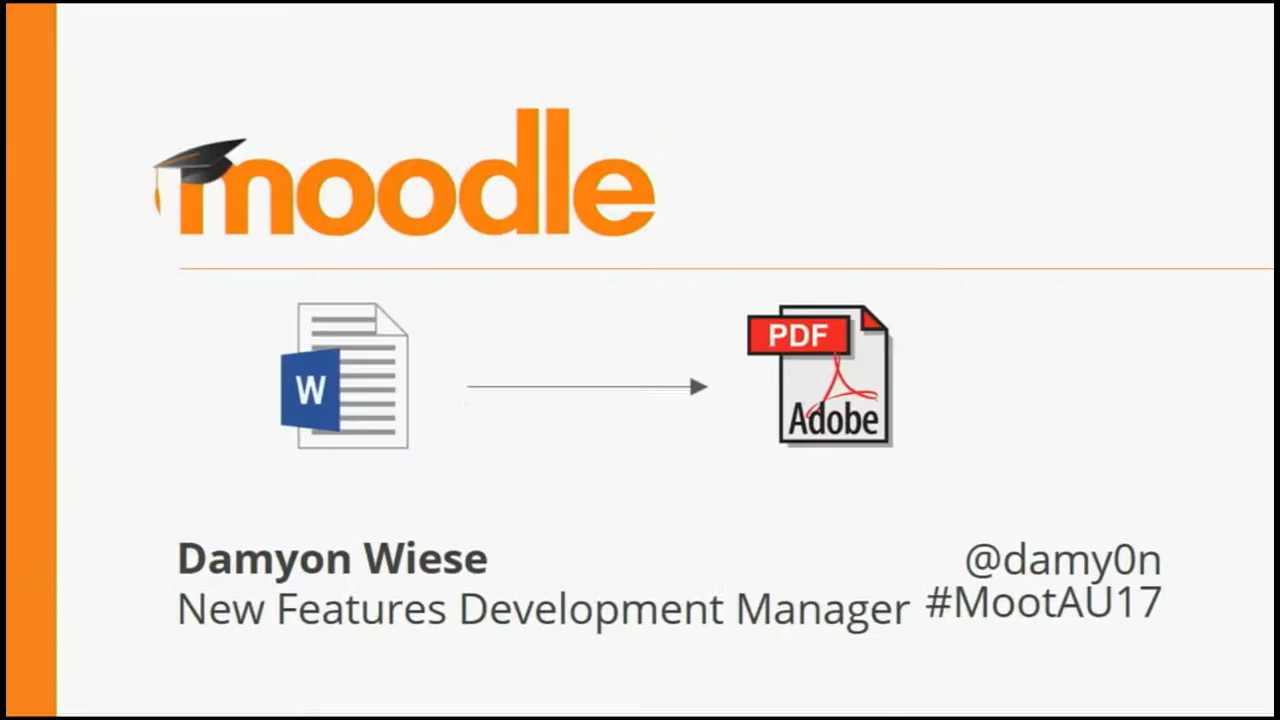 moodle
W
PDF
Adobe
Damyon Wiese
New Features Development Manager
@damy0n
#MootAU17